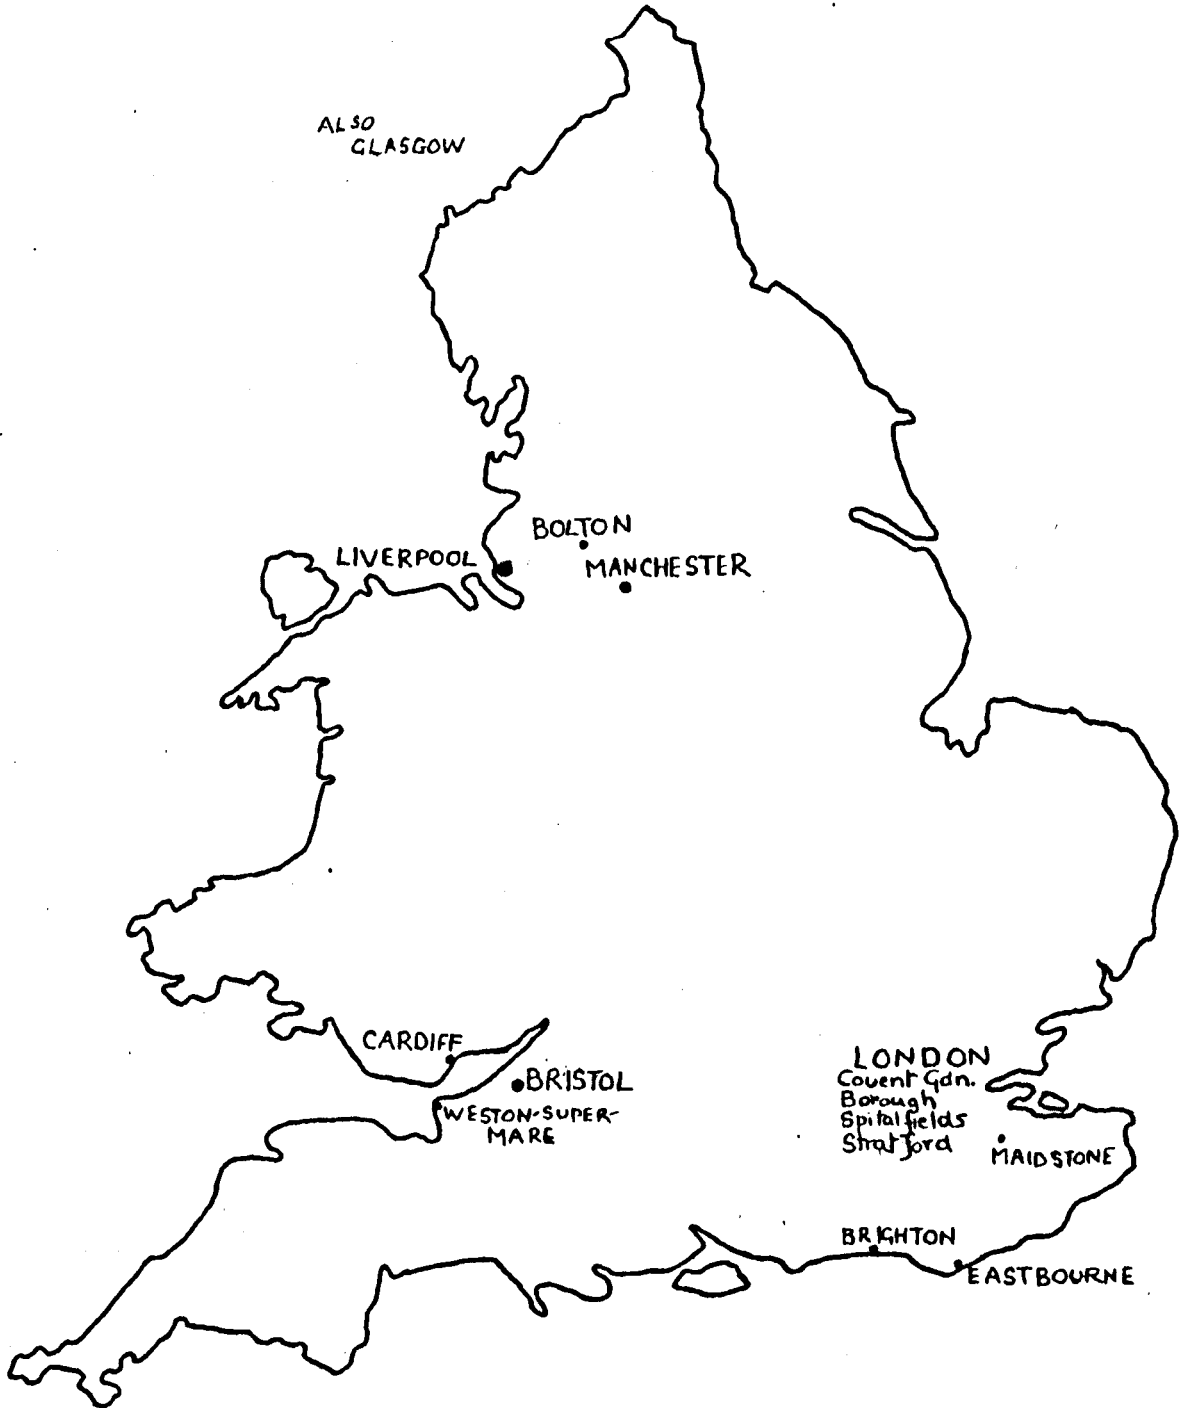 ALSO
GLASGOW
BOLTON
LIVERPOOL
MANCHESTER
CARDIFF
BRISTOL
WESTON-SUPER-
MARE
LONDON
Covent Gdn.
Borough
Spitalfields
Stratford
MAIDSTONE
BRIGHTON
EASTBOURNE